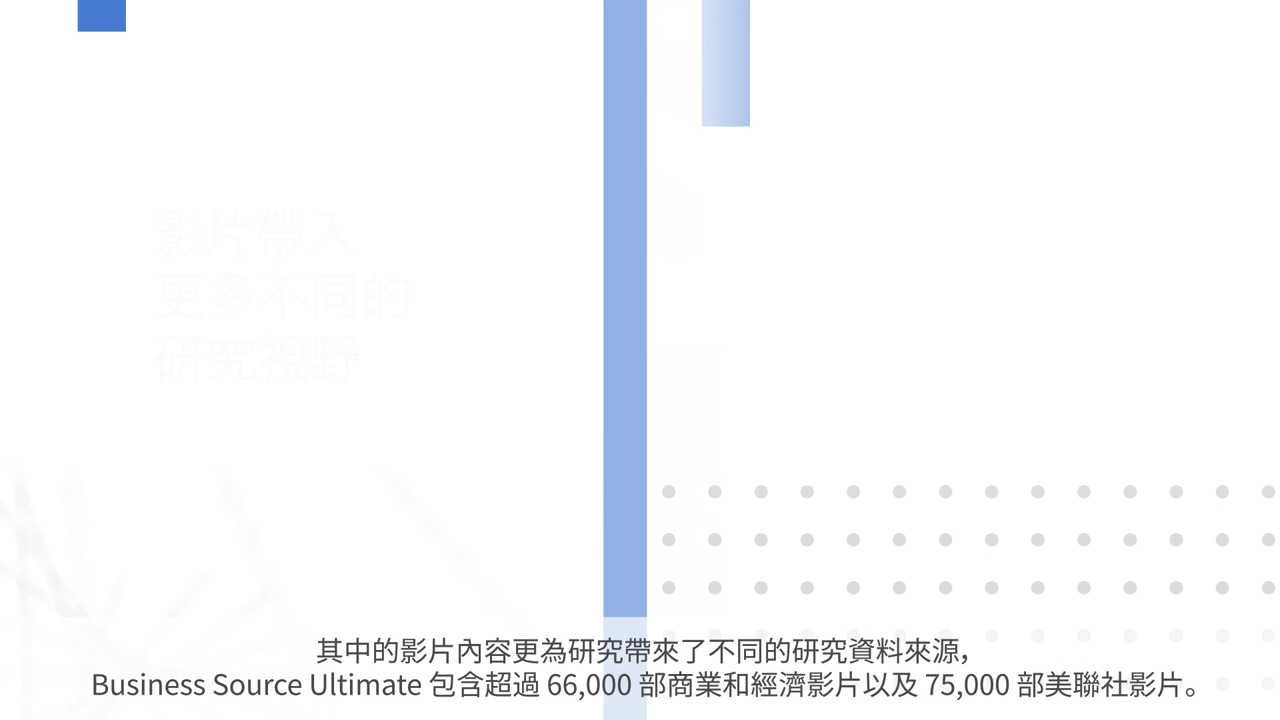 影片帶入
更多不同的
研究視野
其中的影片內容更為研究帶來了不同的研究資料來源，
Business Source Ultimate 包含超過 66,000 部商業和經濟影片以及 75,000 部美聯社影片。